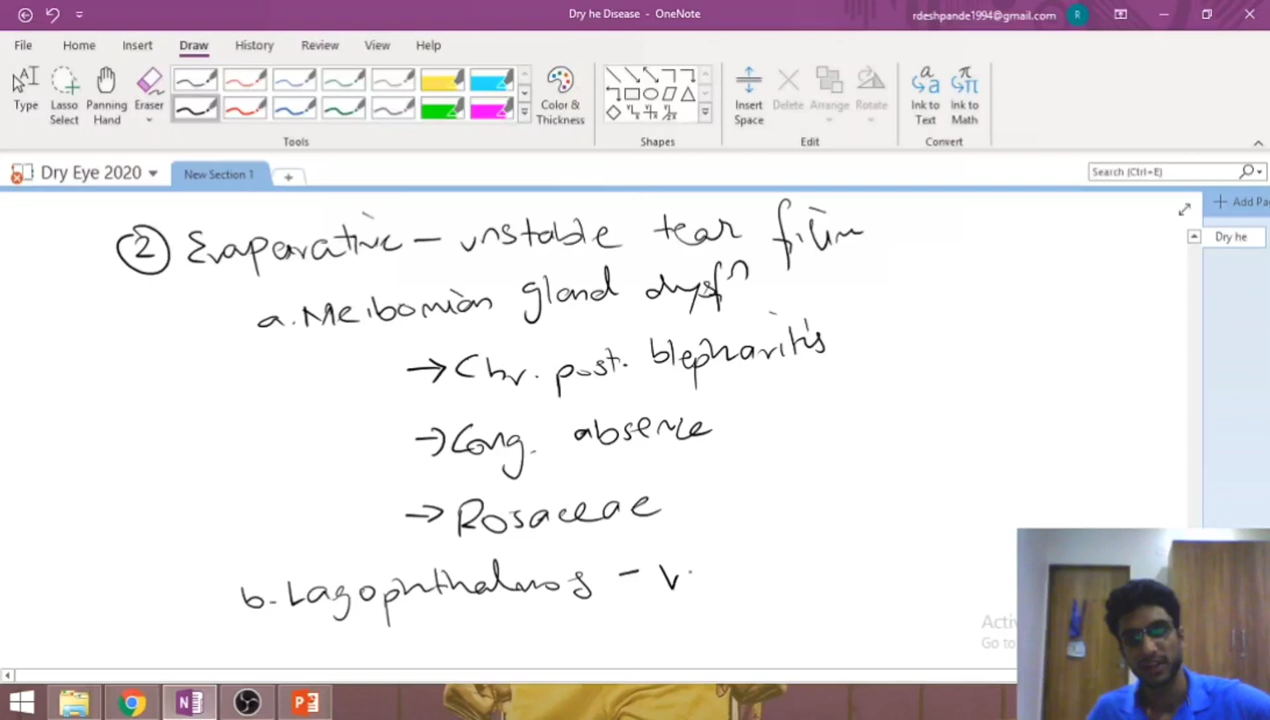 Dry he Disease - OneNote
rdeshpande1994@gmail.com
R
File Home Insert Draw History Review View Help
Type
Lasso Select
Panning Hand
Eraser
Color & Thickness
Insert Space
Delete
Arrange
Rotate
Ink to Text
Ink to Math
Tools
Shapes
Edit
Convert
Dry Eye 2020
New Section 1
Search (Ctrl+E)
Add Pa
Dry he
② Evaporative - unstable tear film
a. Meibomian gland dysfn
→ Chr. post. blepharitis
→ Cong. absence
→ Rosaceae
b. Lagophthalmos -
Activ
Go to